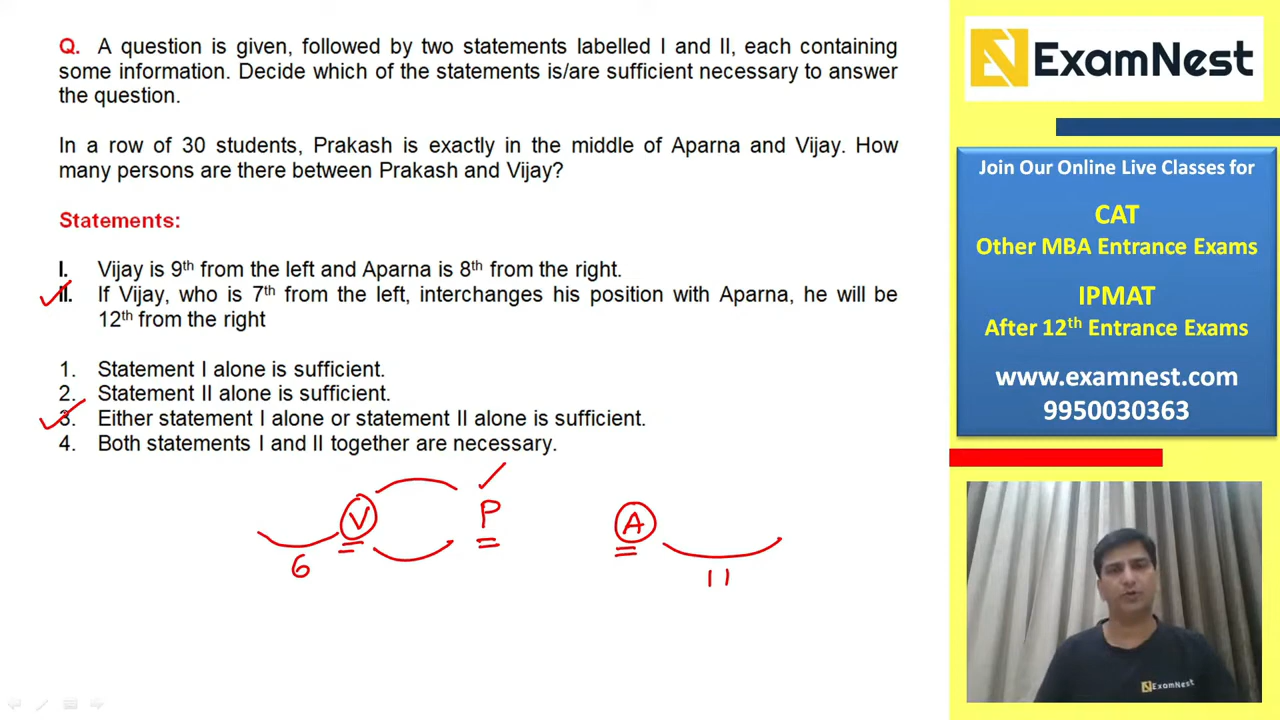 Q. A question is given, followed by two statements labelled I and II, each containing
some information. Decide which of the statements is/are sufficient necessary to answer
the question.
In a row of 30 students, Prakash is exactly in the middle of Aparna and Vijay. How
many persons are there between Prakash and Vijay?
Statements:
I. Vijay is 9th from the left and Aparna is 8th from the right.
II. If Vijay, who is 7th from the left, interchanges his position with Aparna, he will be
12th from the right
1. Statement I alone is sufficient.
2. Statement II alone is sufficient.
3. Either statement I alone or statement II alone is sufficient.
4. Both statements I and II together are necessary.
V P A
6 11
ExamNest
Join Our Online Live Classes for
CAT
Other MBA Entrance Exams
IPMAT
After 12th Entrance Exams
www.examnest.com
9950030363
ExamNest